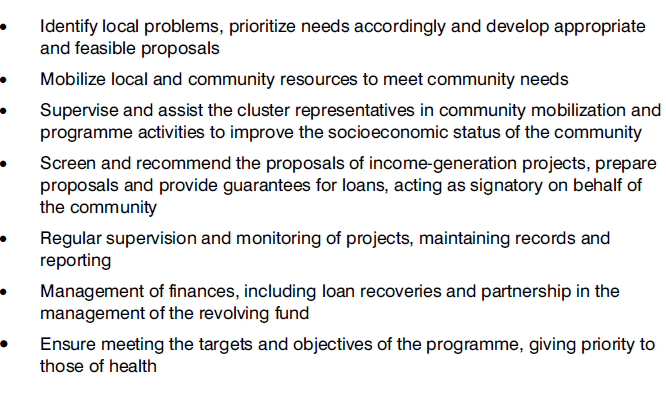 • Identify local problems, prioritize needs accordingly and develop appropriate
and feasible proposals
• Mobilize local and community resources to meet community needs
• Supervise and assist the cluster representatives in community mobilization and
programme activities to improve the socioeconomic status of the community
• Screen and recommend the proposals of income-generation projects, prepare
proposals and provide guarantees for loans, acting as signatory on behalf of
the community
• Regular supervision and monitoring of projects, maintaining records and
reporting
• Management of finances, including loan recoveries and partnership in the
management of the revolving fund
• Ensure meeting the targets and objectives of the programme, giving priority to
those of health